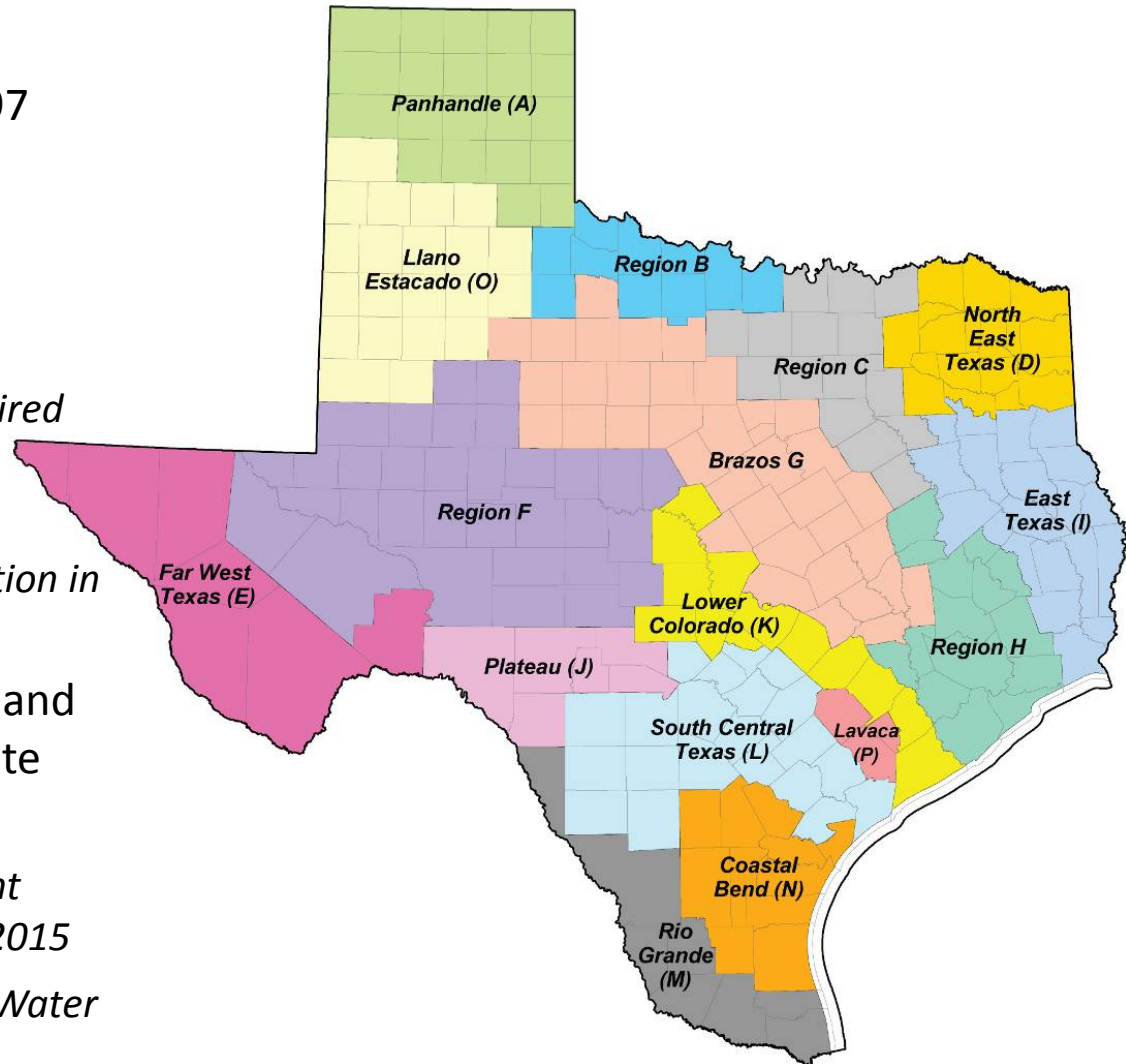 07
ired
tion in
and
te
nt
2015
Water
Panhandle (A)
Llano
Estacado (O)
Region B
Region C
North
East
Texas (D)
Brazos G
East
Texas (I)
Region F
Far West
Texas (E)
Lower
Colorado (K)
Region H
Plateau (J)
South Central
Texas (L)
Lavaca
(P)
Coastal
Bend (N)
Rio
Grande
(M)